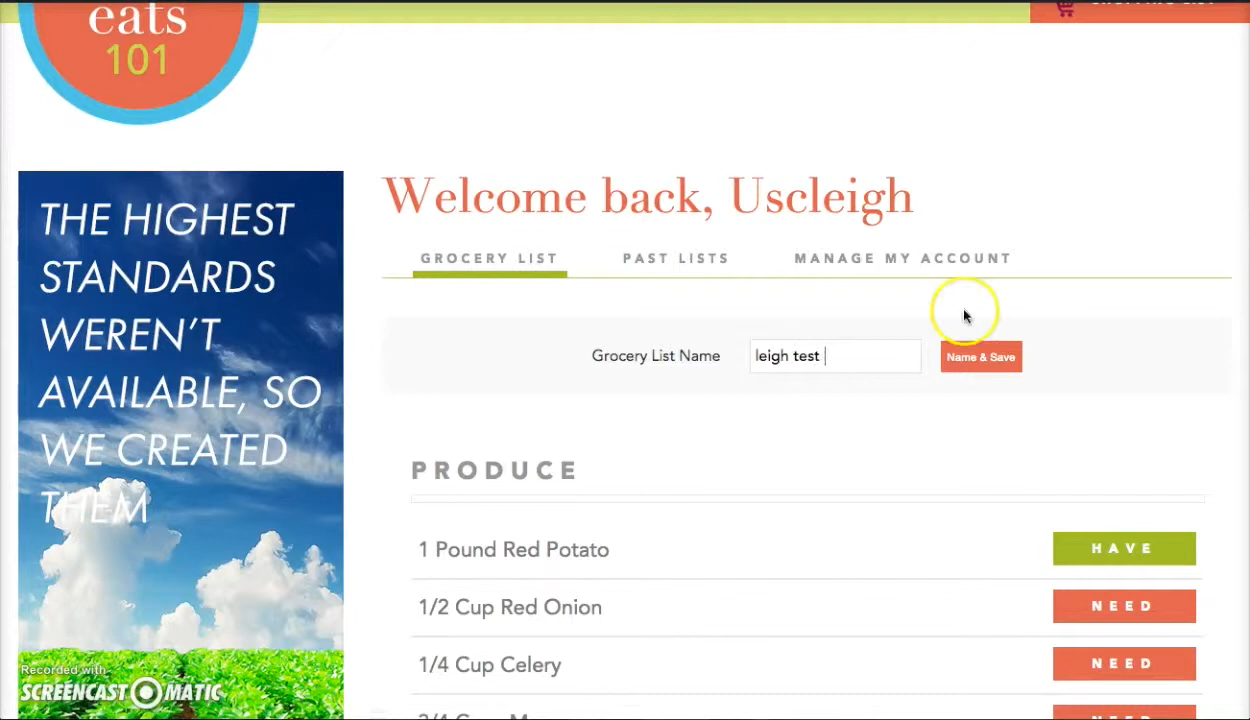 eats
101
THE HIGHEST
STANDARDS
WEREN'T
AVAILABLE, SO
WE CREATED
THEM
Recorded with
SCREENCAST O MATIC
Welcome back, Uscleigh
GROCERY LIST PAST LISTS MANAGE MY ACCOUNT
Grocery List Name leigh test Name & Save
PRODUCE
1 Pound Red Potato HAVE
1/2 Cup Red Onion NEED
1/4 Cup Celery NEED